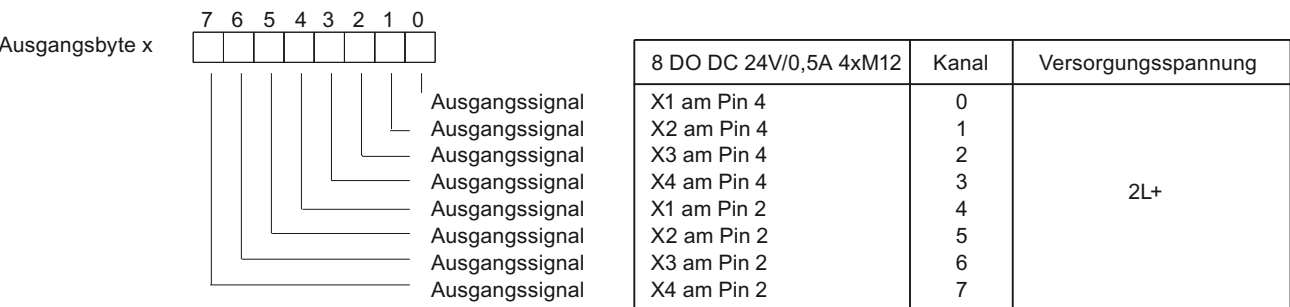 7 6 5 4 3 2 1 0
Ausgangsbyte x
8 DO DC 24V/0,5A 4xM12 Kanal Versorgungsspannung
Ausgangssignal X1 am Pin 4 0
Ausgangssignal X2 am Pin 4 1
Ausgangssignal X3 am Pin 4 2
Ausgangssignal X4 am Pin 4 3
2L+
Ausgangssignal X1 am Pin 2 4
Ausgangssignal X2 am Pin 2 5
Ausgangssignal X3 am Pin 2 6
Ausgangssignal X4 am Pin 2 7